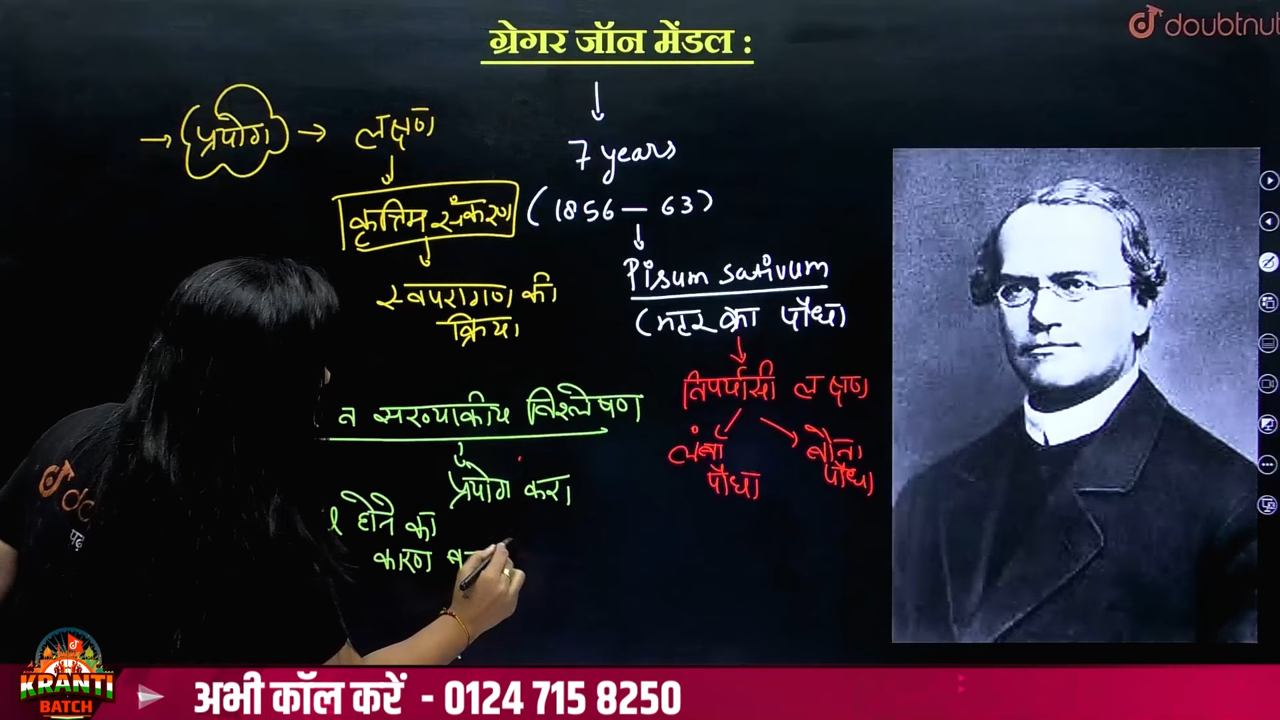 ग्रेगर जॉन मेंडल :
doubtnut
→ प्रयोग → लक्षण
कृत्रिम संकरण
स्वपरागण की
क्रिया
7 years
(1856 — 63)
Pisum sativum
(मटर का पौधा)
विपर्यासी लक्षण
लंबा
पौधा
बौना
पौधा
न सख्याकीय विश्लेषण
प्रयोग करा
होने का
कारण
KRANTI
BATCH
अभी कॉल करें - 0124 715 8250